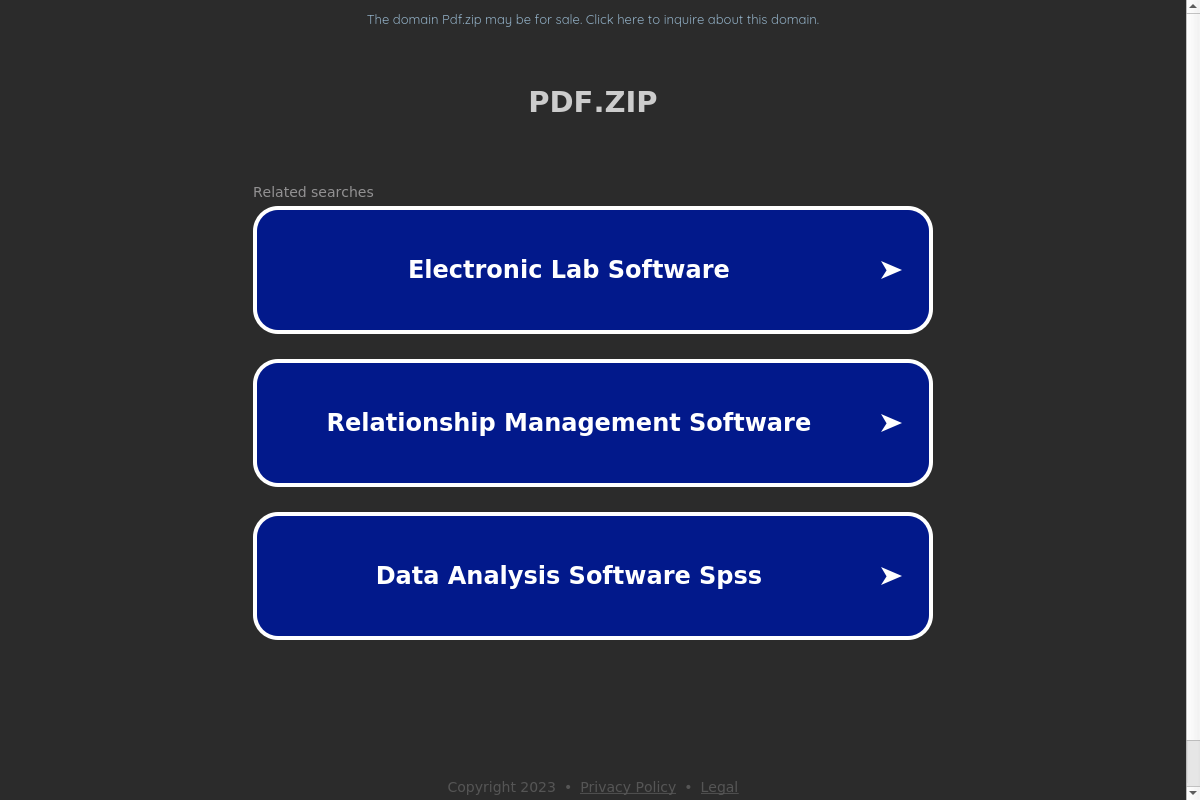 The domain Pdf.zip may be for sale. Click here to inquire about this domain.
PDF.ZIP
Related searches
Electronic Lab Software
Relationship Management Software
Data Analysis Software Spss
Copyright 2023 • Privacy Policy • Legal